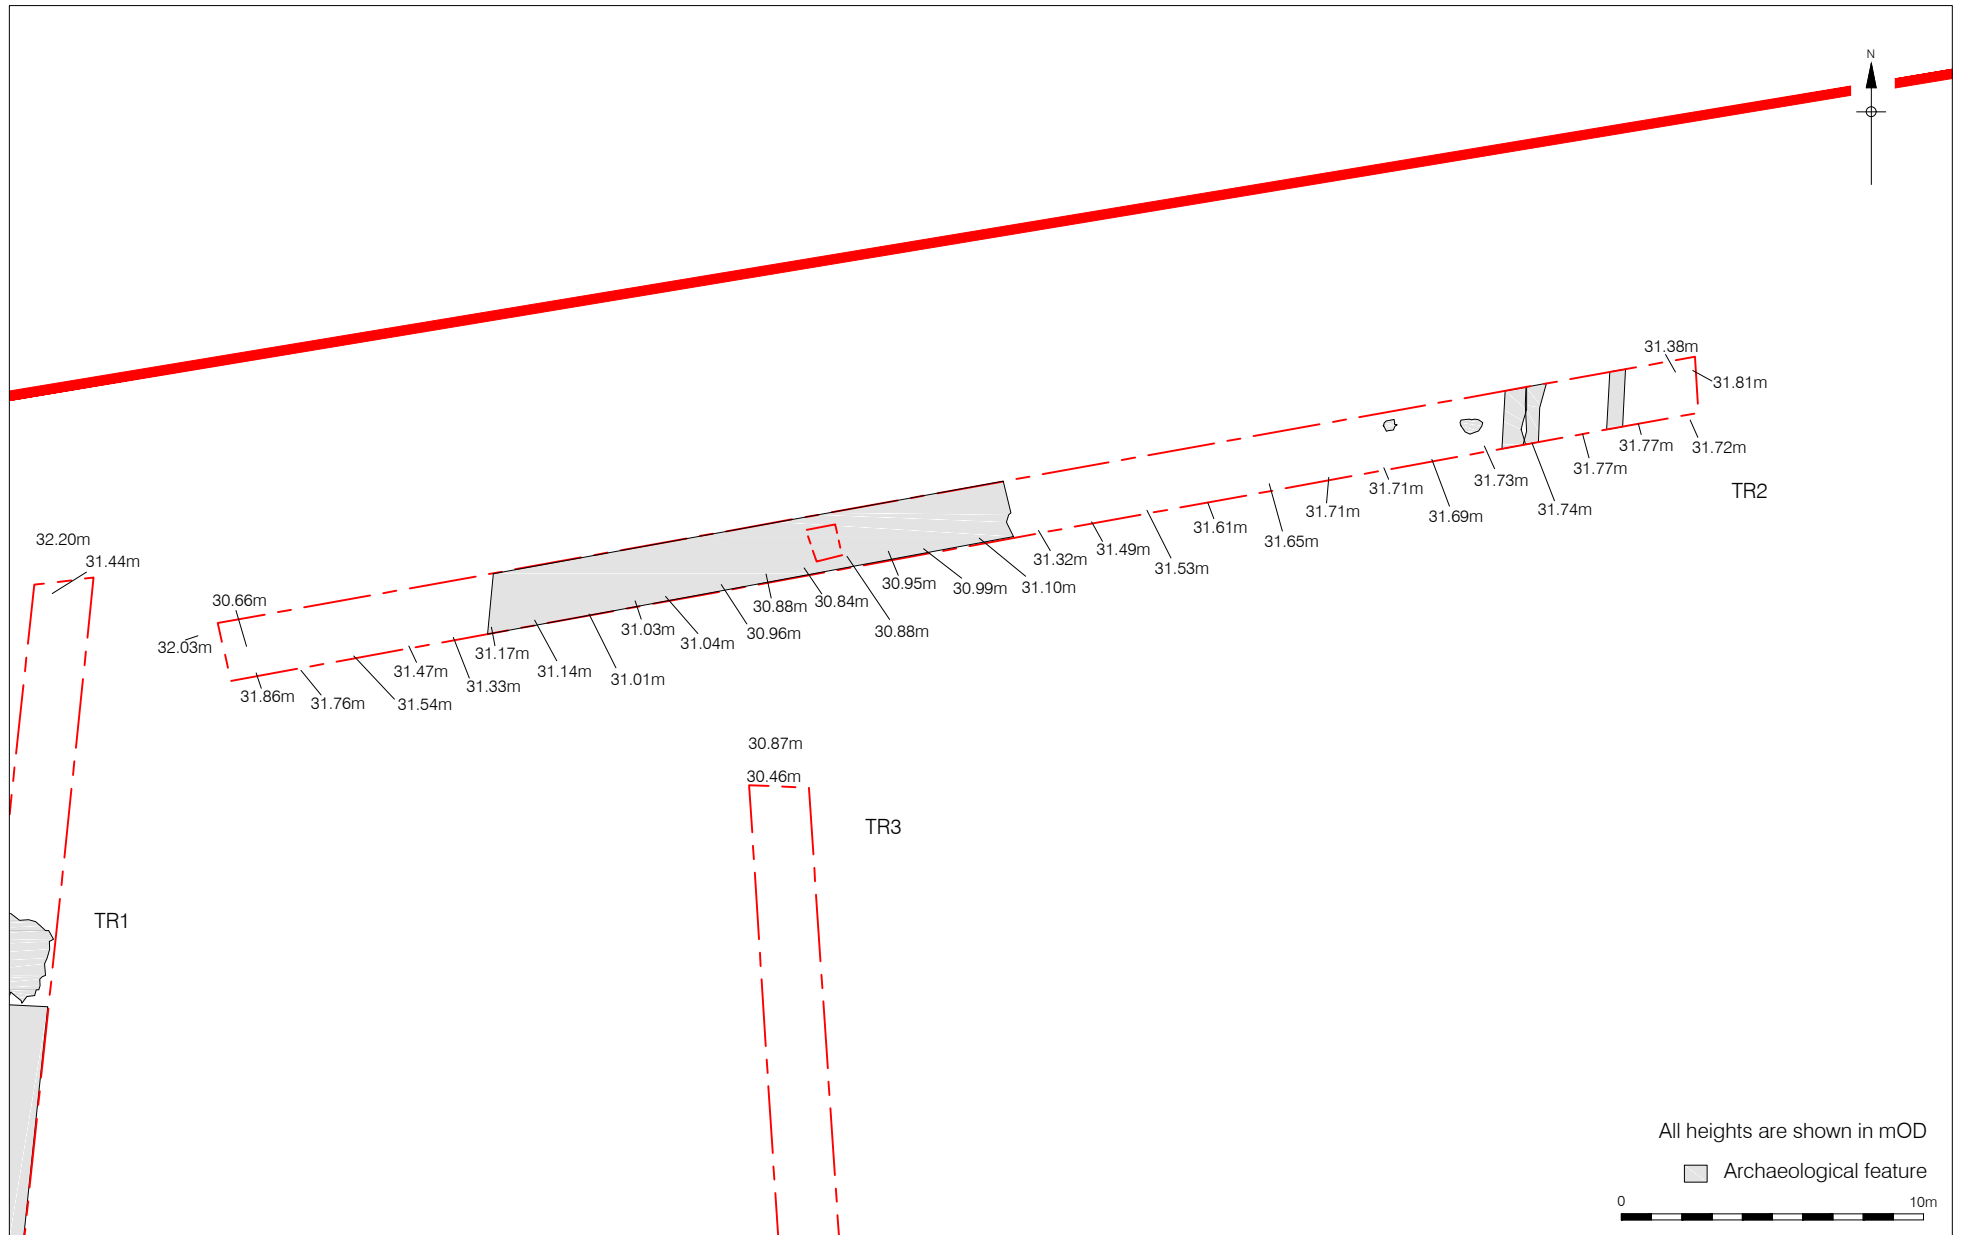 N
31.38m
31.81m
31.77m
31.72m
31.77m
31.73m
31.74m
TR2
31.71m
31.69m
31.71m
31.61m
31.65m
31.49m
31.53m
31.32m
31.10m
30.99m
30.95m
30.84m
30.88m
30.88m
30.96m
31.04m
31.03m
31.01m
31.14m
31.17m
31.33m
31.47m
31.54m
31.76m
31.86m
30.66m
32.03m
32.20m
31.44m
30.87m
30.46m
TR3
TR1
All heights are shown in mOD
Archaeological feature
0 10m